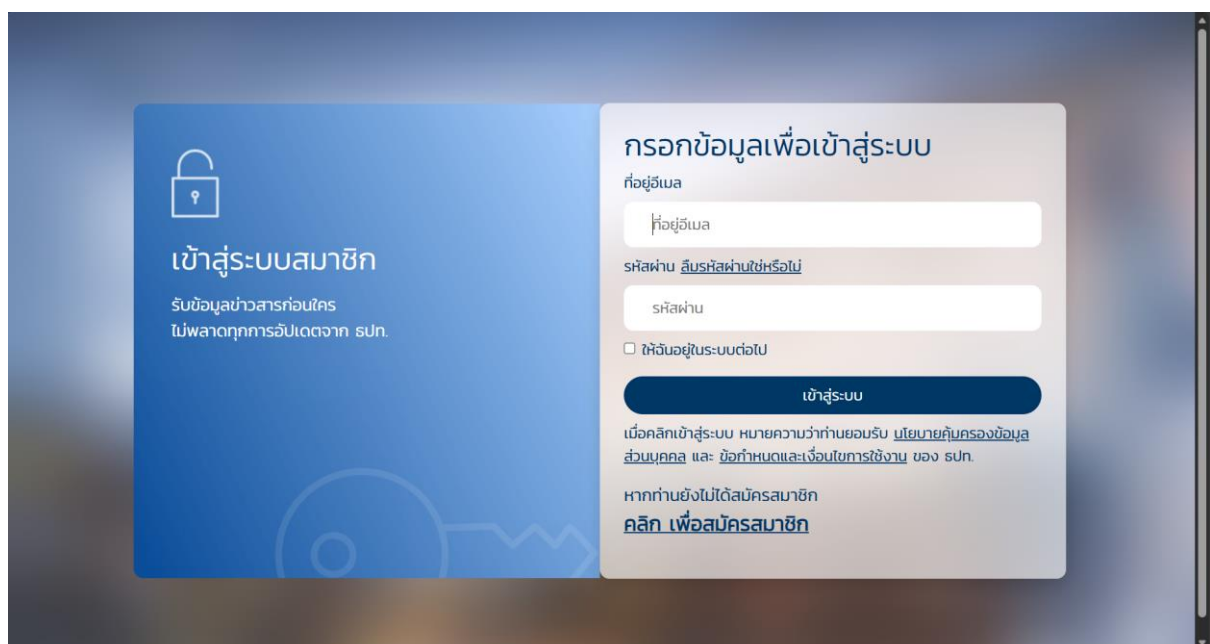 เข้าสู่ระบบสมาชิก
รับข้อมูลข่าวสารก่อนใคร
ไม่พลาดทุกการอัปเดตจาก ธปท.
กรอกข้อมูลเพื่อเข้าสู่ระบบ
ที่อยู่อีเมล
ที่อยู่อีเมล
รหัสผ่าน ลืมรหัสผ่านใช่หรือไม่
รหัสผ่าน
ให้ฉันอยู่ในระบบต่อไป
เข้าสู่ระบบ
เมื่อคลิกเข้าสู่ระบบ หมายความว่าท่านยอมรับ นโยบายคุ้มครองข้อมูล
ส่วนบุคคล และ ข้อกำหนดและเงื่อนไขการใช้งาน ของ ธปท.
หากท่านยังไม่ได้สมัครสมาชิก
คลิก เพื่อสมัครสมาชิก